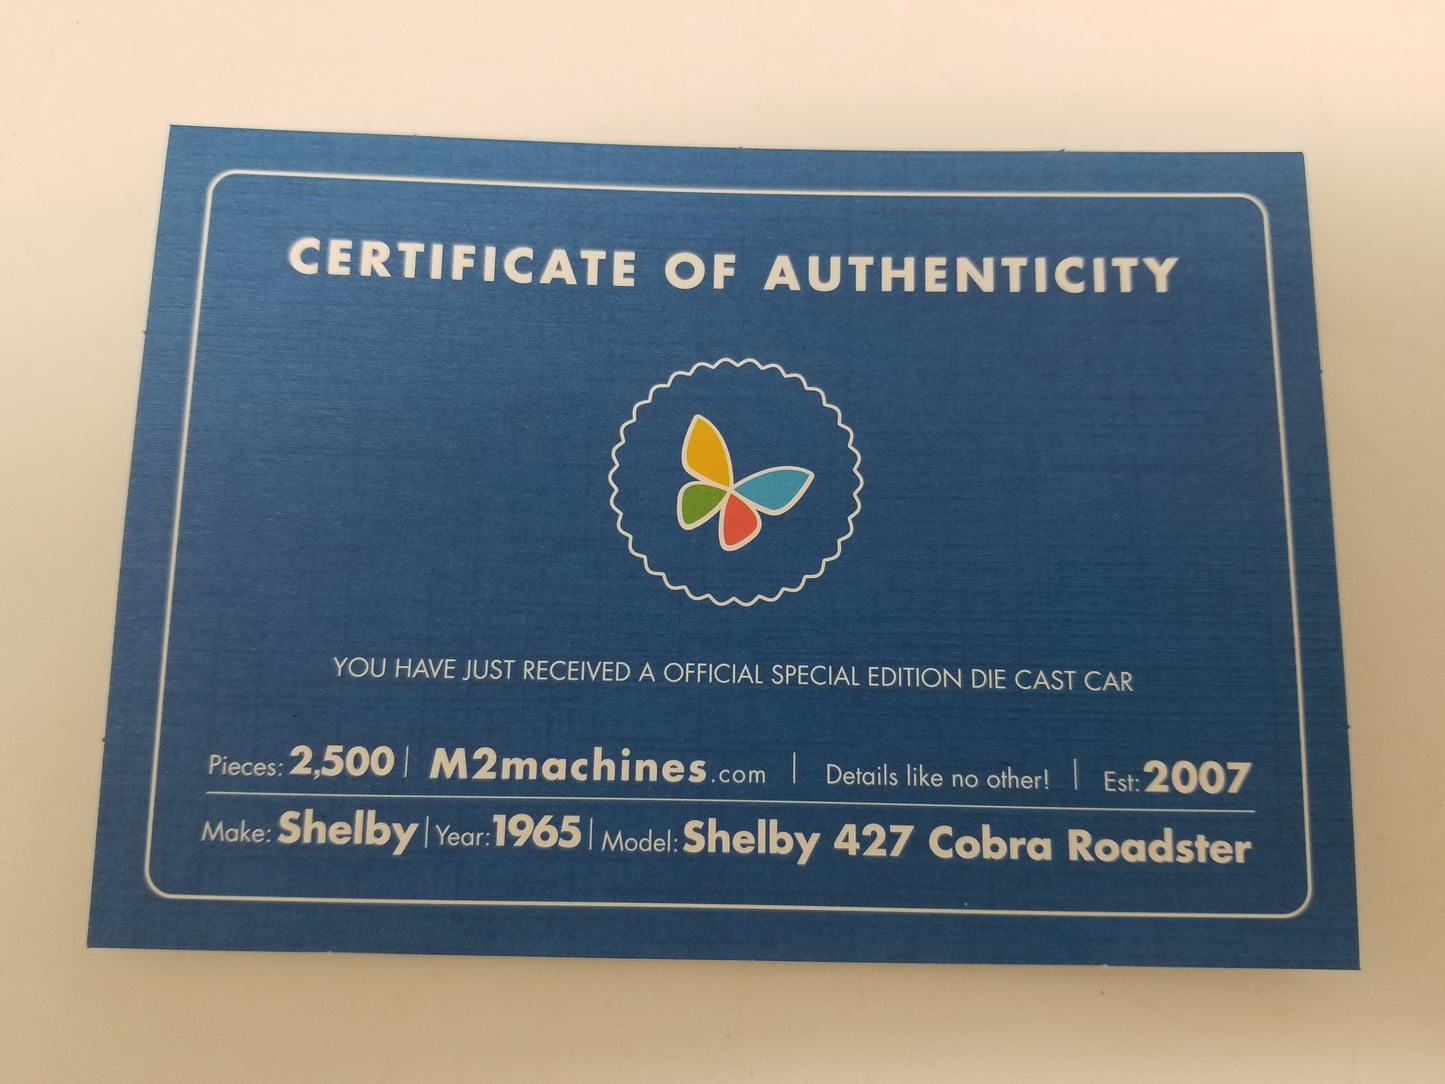 CERTIFICATE OF AUTHENTICITY
YOU HAVE JUST RECEIVED A OFFICIAL SPECIAL EDITION DIE CAST CAR
Pieces: 2,500 | M2machines.com | Details like no other! | Est: 2007
Make: Shelby | Year: 1965 | Model: Shelby 427 Cobra Roadster